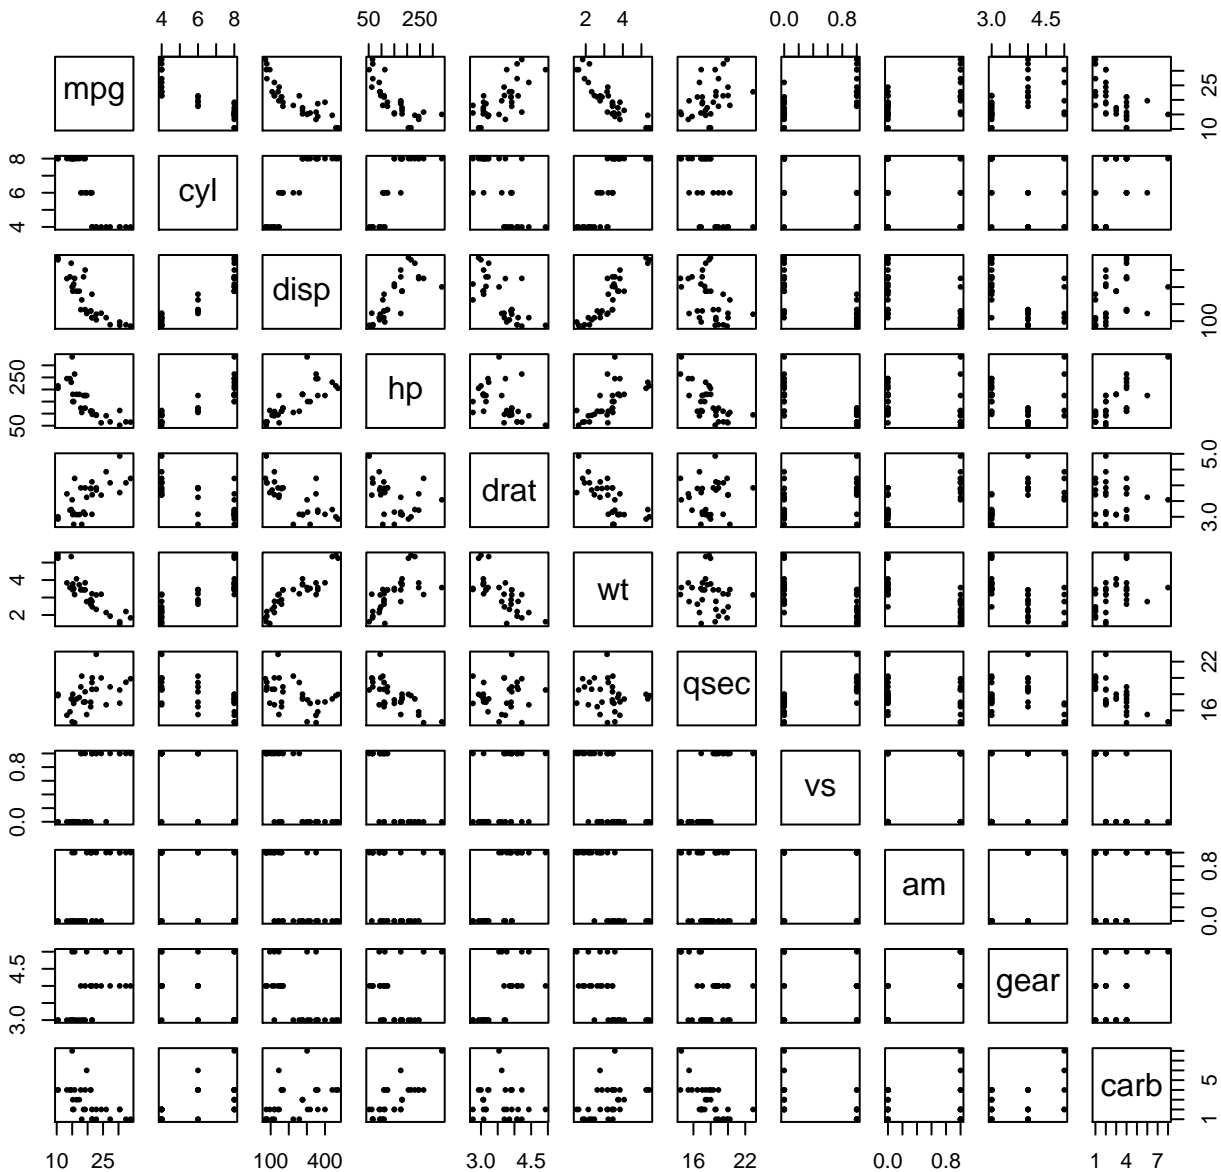 4 6 8 50 250 2 4 0.0 0.8 3.0 4.5
mpg 10 25
4 6 8 cyl
disp 100
50 250 hp
drat 3.0 5.0
2 4 wt
qsec 16 22
0.0 0.8 vs
am 0.0 0.8
3.0 4.5 gear
carb 1 5
10 25 100 400 3.0 4.5 16 22 0.0 0.8 1 4 7